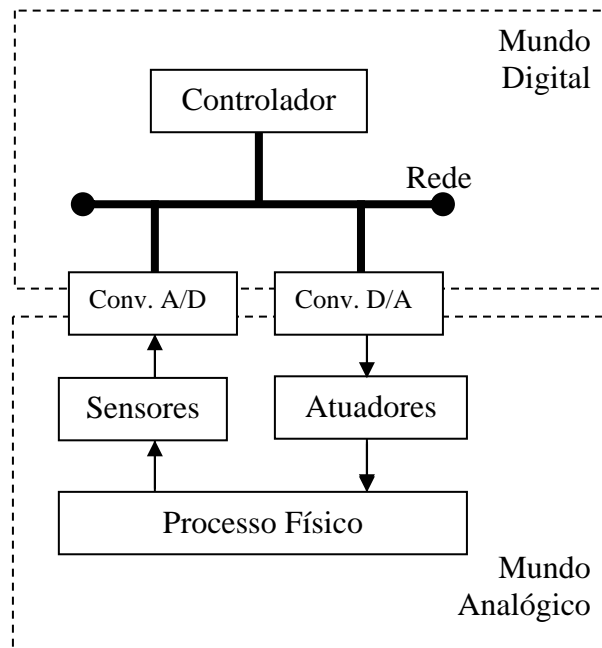 Mundo
Digital
Controlador
Rede
Conv. A/D
Conv. D/A
Sensores
Atuadores
Processo Físico
Mundo
Analógico